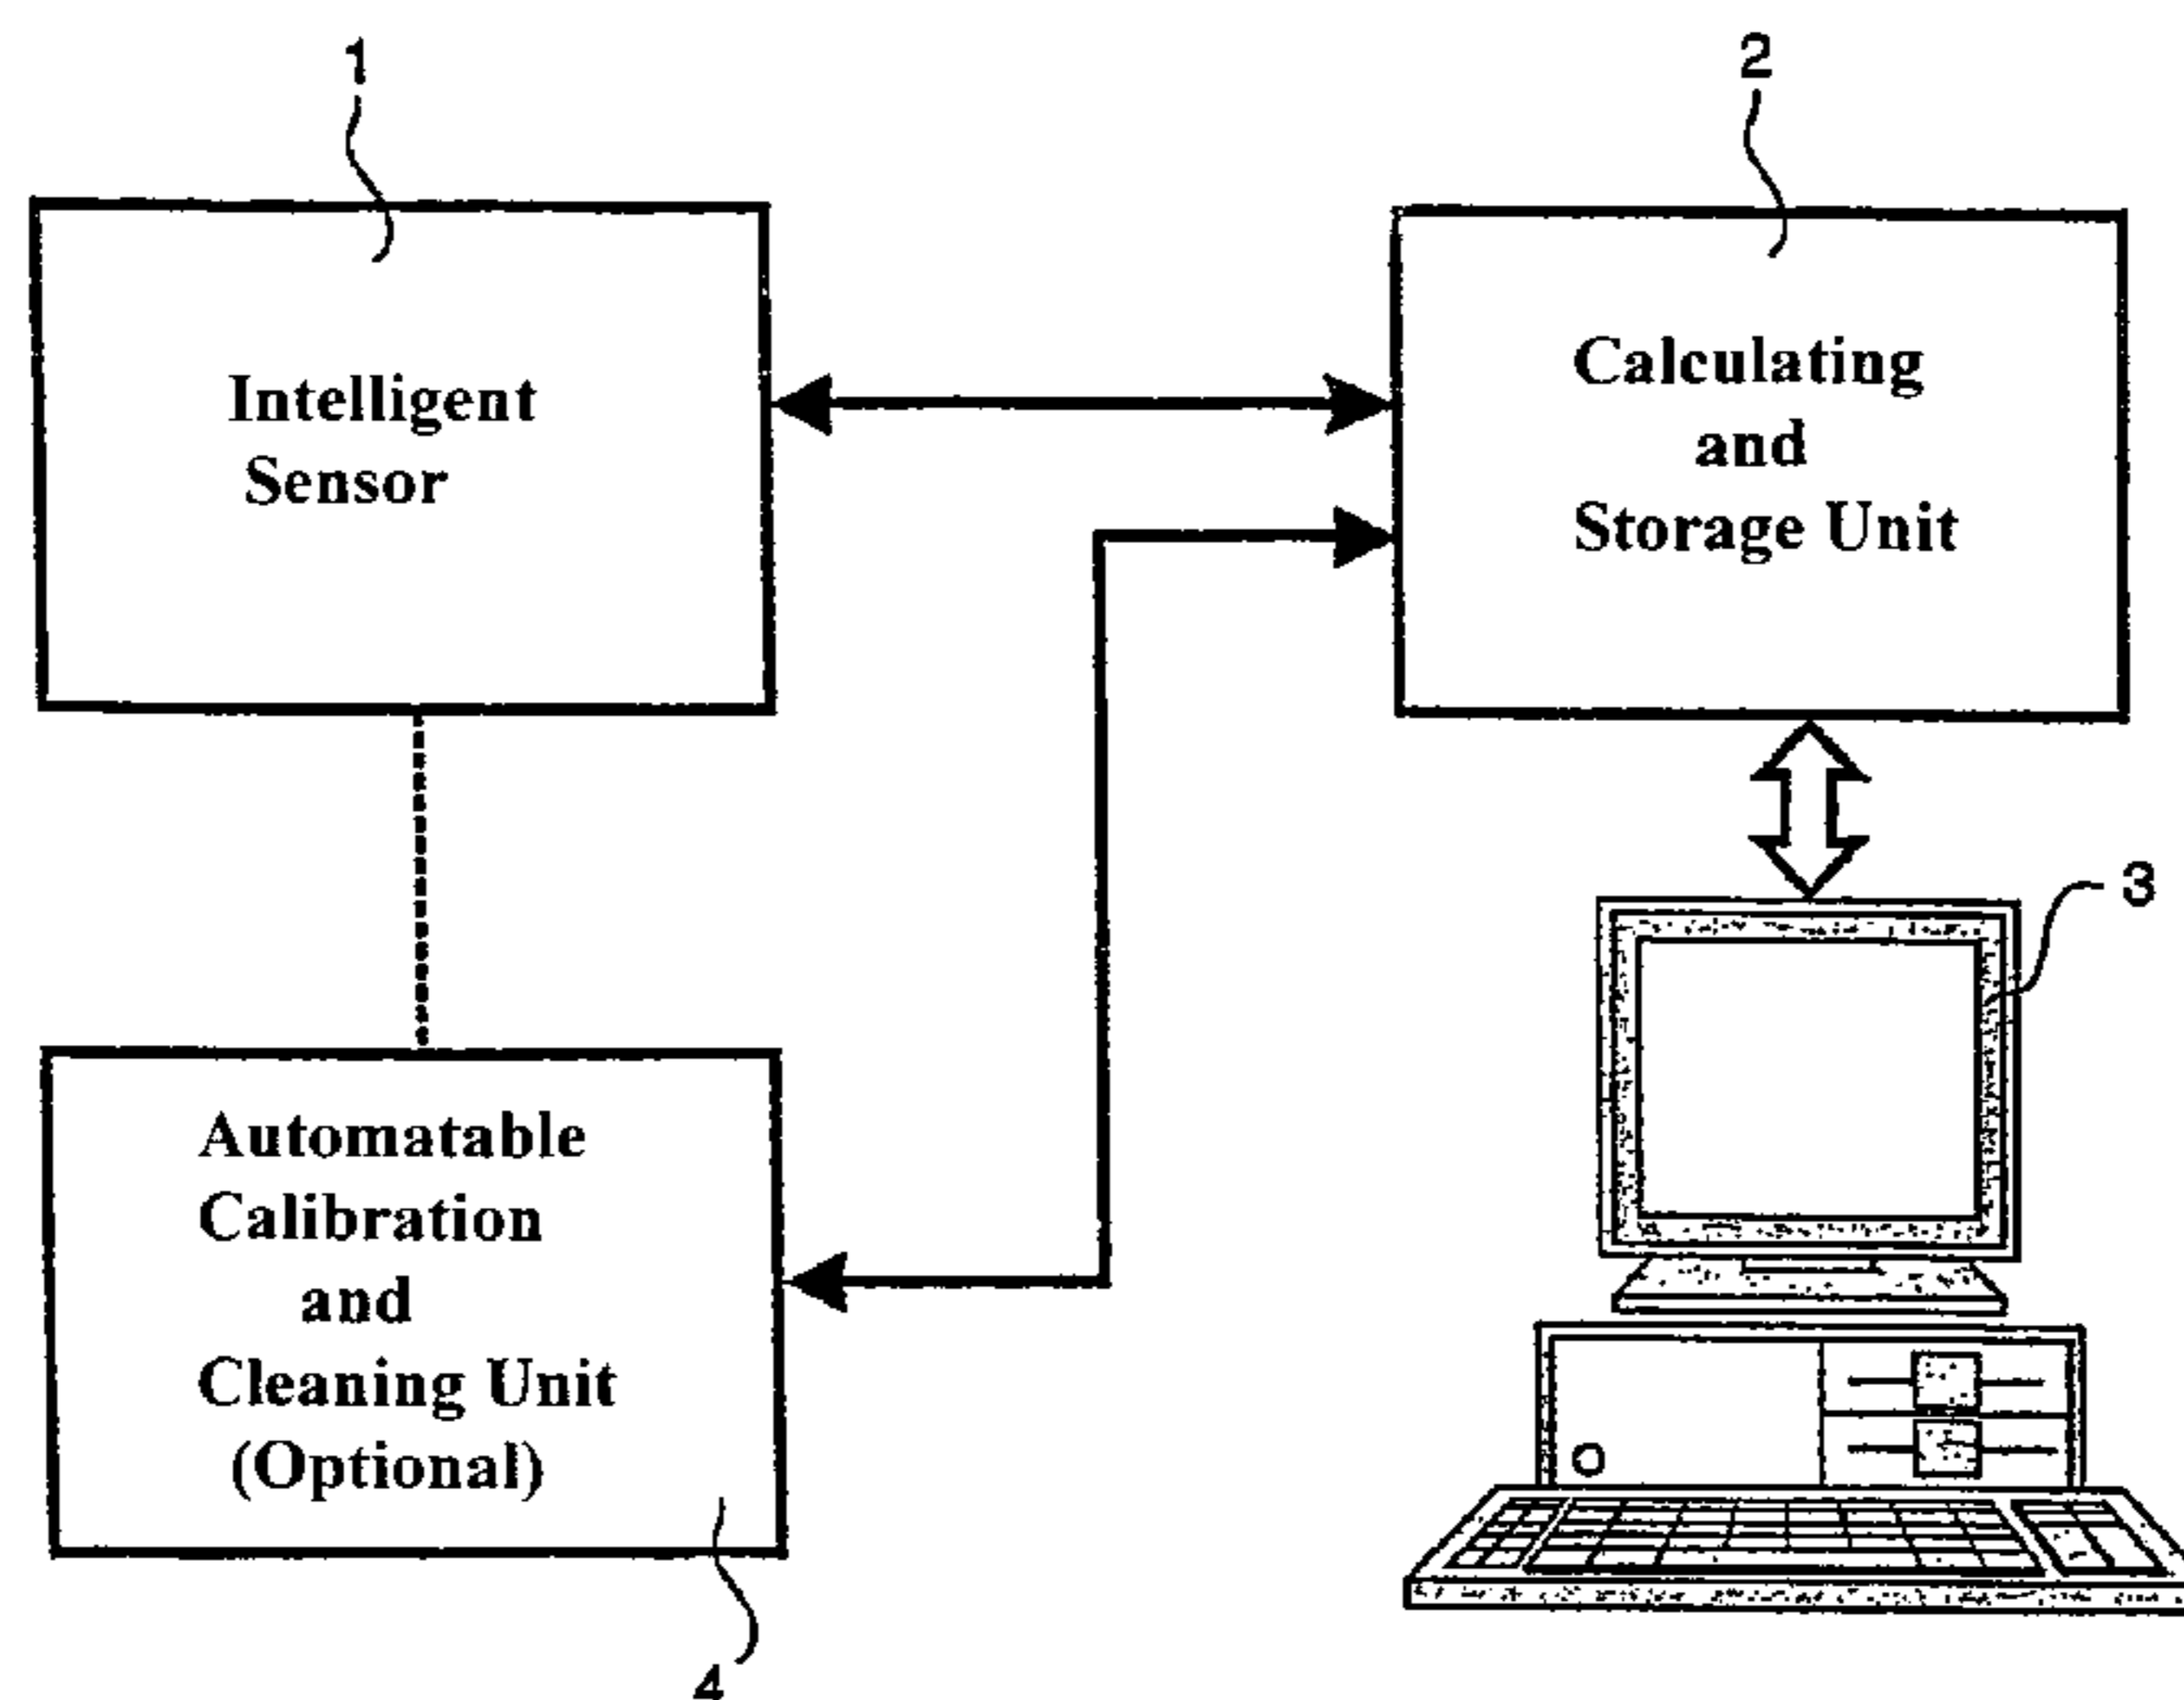 1
2
Intelligent
Sensor
Calculating
and
Storage Unit
3
Automatable
Calibration
and
Cleaning Unit
(Optional)
4